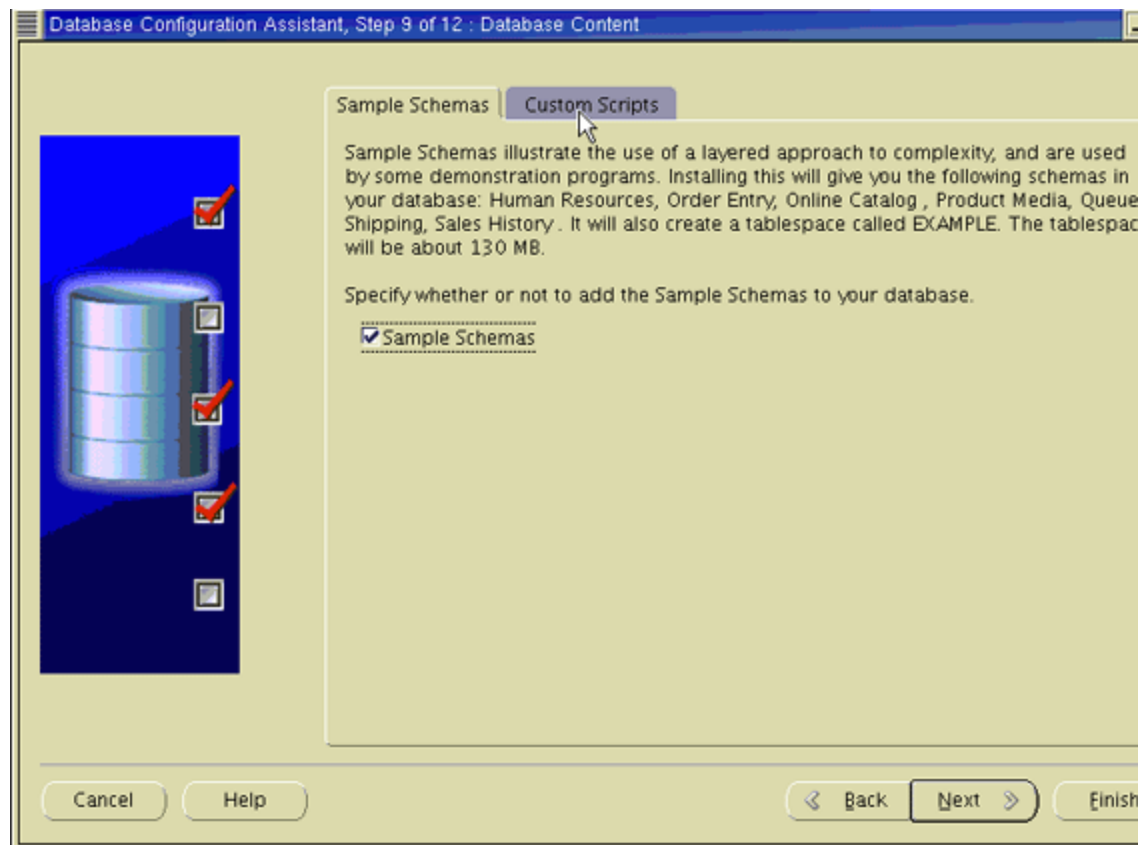 Database Configuration Assistant, Step 9 of 12 : Database Content
Sample Schemas
Custom Scripts
Sample Schemas illustrate the use of a layered approach to complexity, and are used
by some demonstration programs. Installing this will give you the following schemas in
your database: Human Resources, Order Entry, Online Catalog , Product Media, Queue
Shipping, Sales History . It will also create a tablespace called EXAMPLE. The tablespac
will be about 130 MB.
Specify whether or not to add the Sample Schemas to your database.
Sample Schemas
Cancel
Help
Back
Next
Finish